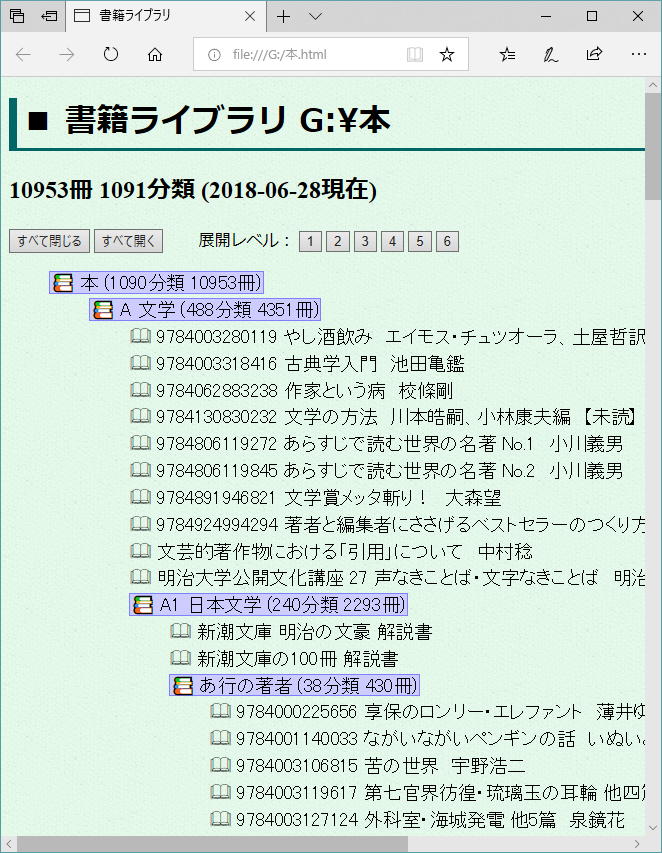 書籍ライブラリ
file:///G:/本.html
■ 書籍ライブラリ G:¥本
10953冊 1091分類 (2018-06-28現在)
すべて閉じる すべて開く 展開レベル： 1 2 3 4 5 6
本 (1090分類 10953冊)
A 文学 (488分類 4351冊)
9784003280119 やし酒飲み　エイモス・チュツオーラ、土屋哲訳
9784003318416 古典学入門　池田亀鑑
9784062883238 作家という病　校條剛
9784130830232 文学の方法　川本皓嗣、小林康夫編 【未読】
9784806119272 あらすじで読む世界の名著 No.1　小川義男
9784806119845 あらすじで読む世界の名著 No.2　小川義男
9784891946821 文学賞メッタ斬り！　大森望
9784924994294 著者と編集者にささげるベストセラーのつくり方
文芸的著作物における「引用」について　中村稔
明治大学公開文化講座 27 声なきことば・文字なきことば　明治
A1 日本文学 (240分類 2293冊)
新潮文庫 明治の文豪 解説書
新潮文庫の100冊 解説書
あ行の著者 (38分類 430冊)
9784000225656 享保のロンリー・エレファント　薄井ゆ
9784001140033 ながいながいペンギンの話　いぬい
9784003106815 苦の世界　宇野浩二
9784003119617 第七官界彷徨・琉璃玉の耳輪 他四
9784003127124 外科室・海城発電 他5篇　泉鏡花